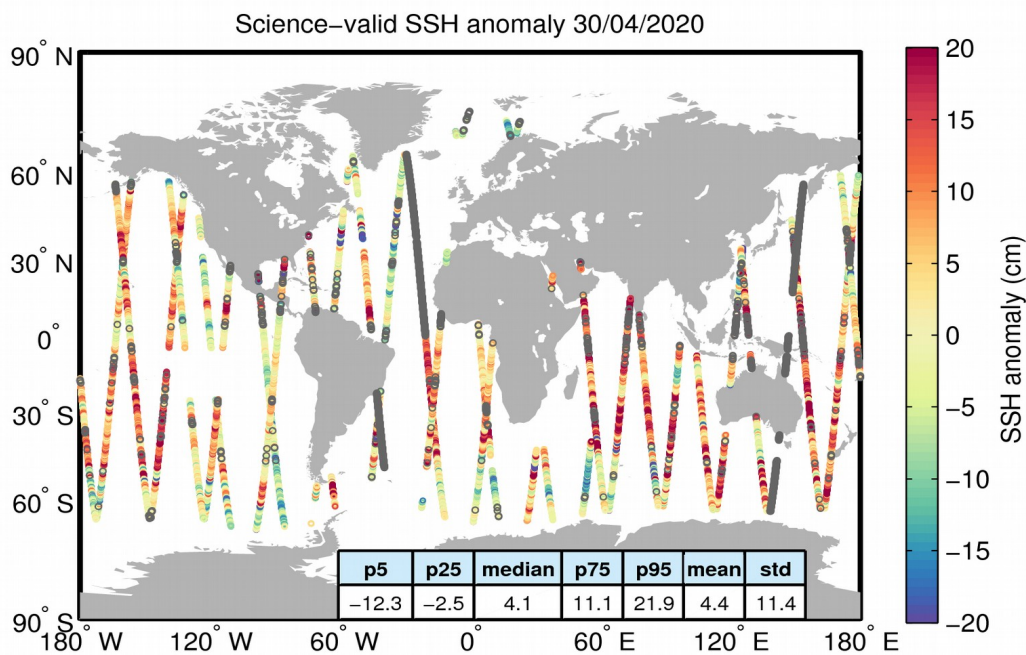 Science−valid SSH anomaly 30/04/2020
90° N
60° N
30° N
0°
30° S
60° S
90° S
180° W
120° W
60° W
0°
60° E
120° E
180° E
p5 p25 median p75 p95 mean std
−12.3 −2.5 4.1 11.1 21.9 4.4 11.4
20
15
10
5
0
−5
−10
−15
−20
SSH anomaly (cm)